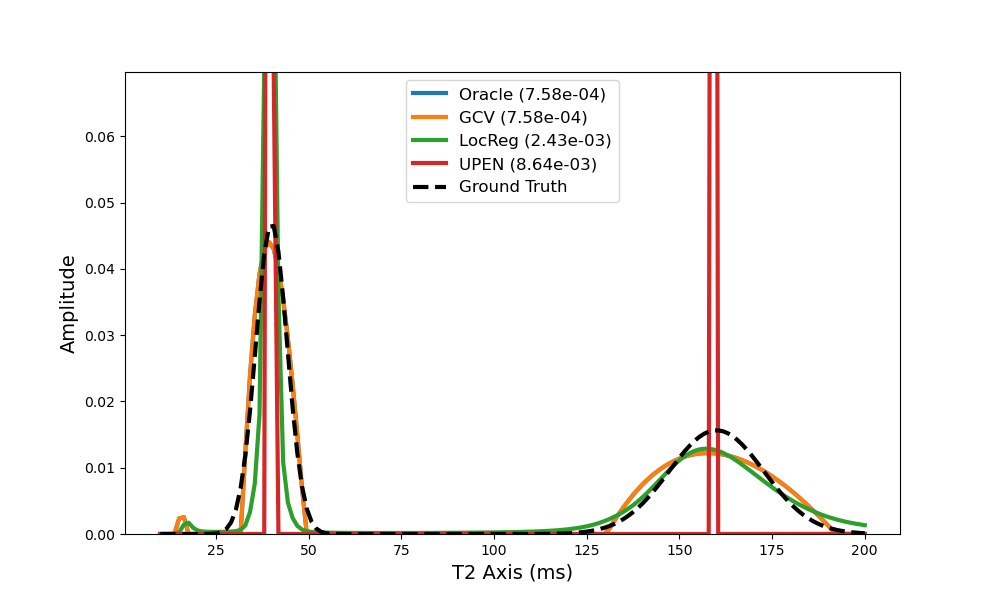 Oracle (7.58e-04)
GCV (7.58e-04)
LocReg (2.43e-03)
UPEN (8.64e-03)
Ground Truth
Amplitude
0.06
0.05
0.04
0.03
0.02
0.01
0.00
25 50 75 100 125 150 175 200
T2 Axis (ms)